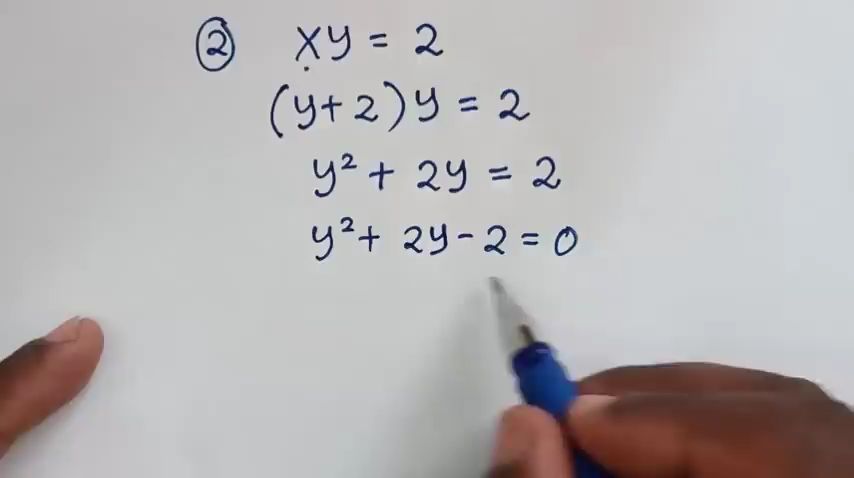 ② xy = 2
(y+2)y = 2
y² + 2y = 2
y² + 2y - 2 = 0